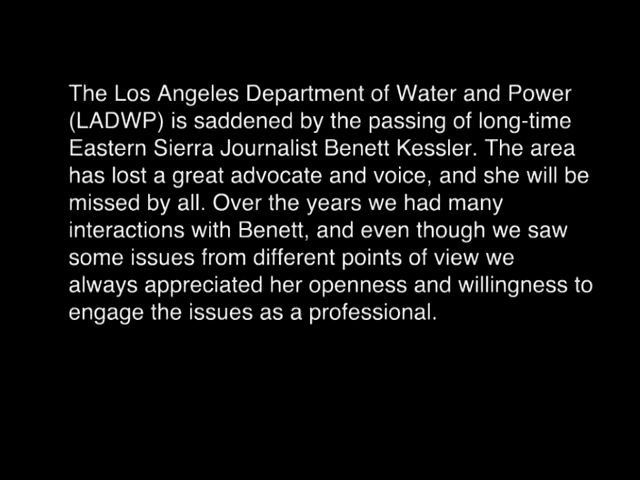 The Los Angeles Department of Water and Power
(LADWP) is saddened by the passing of long-time
Eastern Sierra Journalist Benett Kessler. The area
has lost a great advocate and voice, and she will be
missed by all. Over the years we had many
interactions with Benett, and even though we saw
some issues from different points of view we
always appreciated her openness and willingness to
engage the issues as a professional.